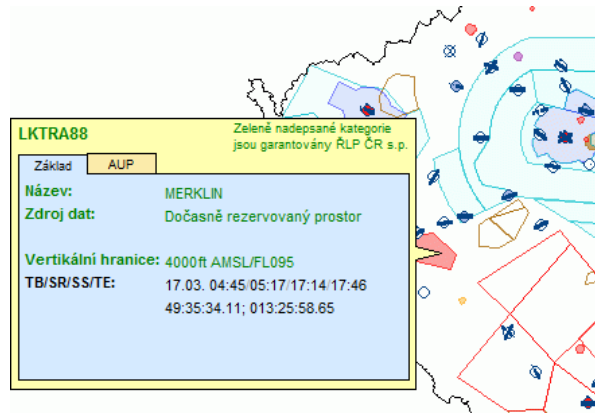 LKTRA88
Zeleně nadepsané kategorie
jsou garantovány ŘLP ČR s.p.
Základ AUP
Název: MERKLIN
Zdroj dat: Dočasně rezervovaný prostor
Vertikální hranice: 4000ft AMSL/FL095
TB/SR/SS/TE: 17.03. 04:45/05:17/17:14/17:46
49:35:34.11; 013:25:58.65